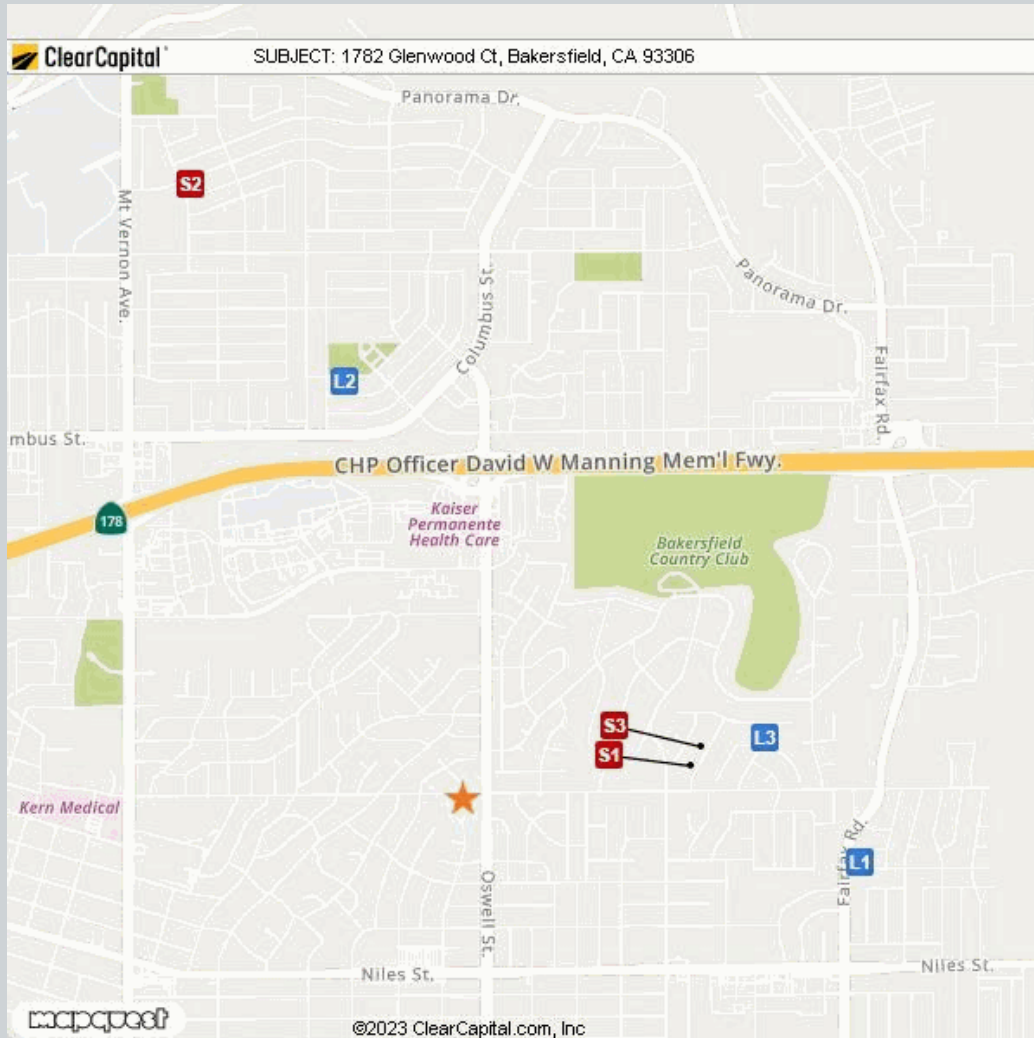 ClearCapital
SUBJECT: 1782 Glenwood Ct, Bakersfield, CA 93306
Panorama Dr.
S2
Mt Vernon Ave.
Columbus St.
Panorama Dr.
Fairfax Rd.
L2
mbus St.
CHP Officer David W Manning Mem'l Fwy.
178
Kaiser
Permanente
Health Care
Bakersfield
Country Club
S3
S1
L3
Kern Medical
Fairfax Rd.
L1
Oswell St.
Niles St.
Niles St.
mapquest
©2023 ClearCapital.com, Inc